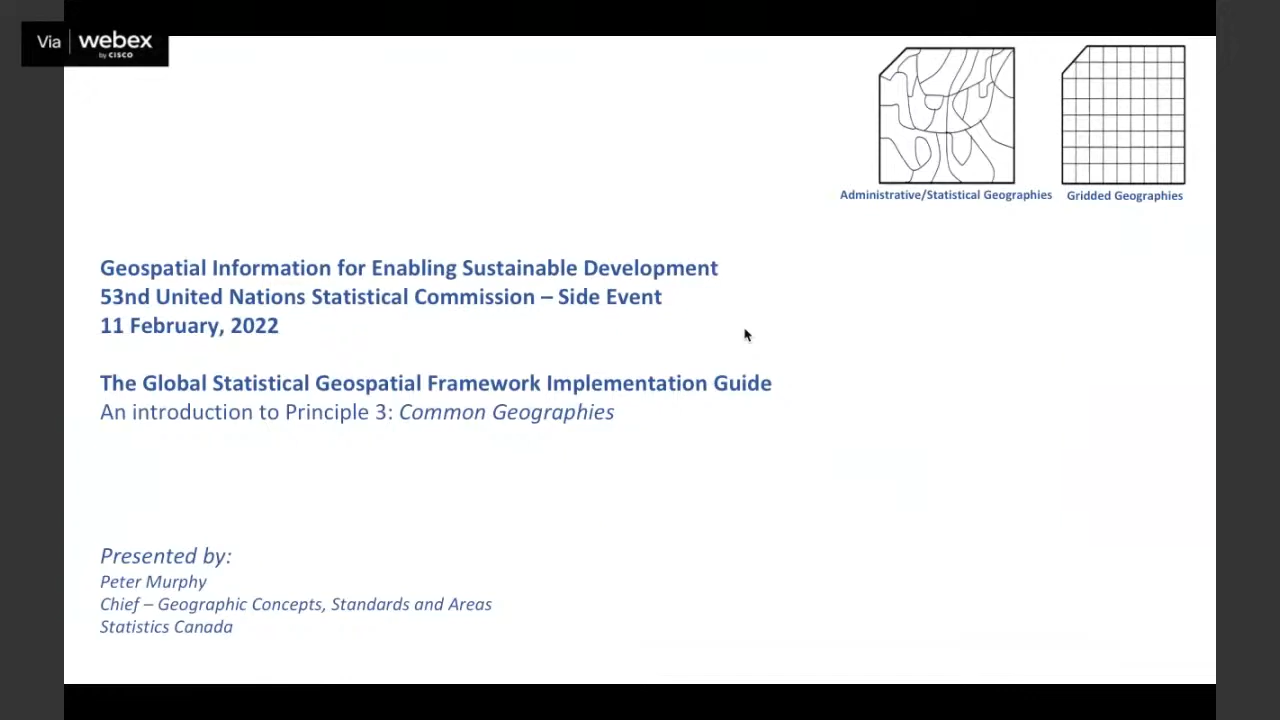 Via webex
by CISCO
Administrative/Statistical Geographies
Gridded Geographies
Geospatial Information for Enabling Sustainable Development
53nd United Nations Statistical Commission – Side Event
11 February, 2022
The Global Statistical Geospatial Framework Implementation Guide
An introduction to Principle 3: Common Geographies
Presented by:
Peter Murphy
Chief – Geographic Concepts, Standards and Areas
Statistics Canada